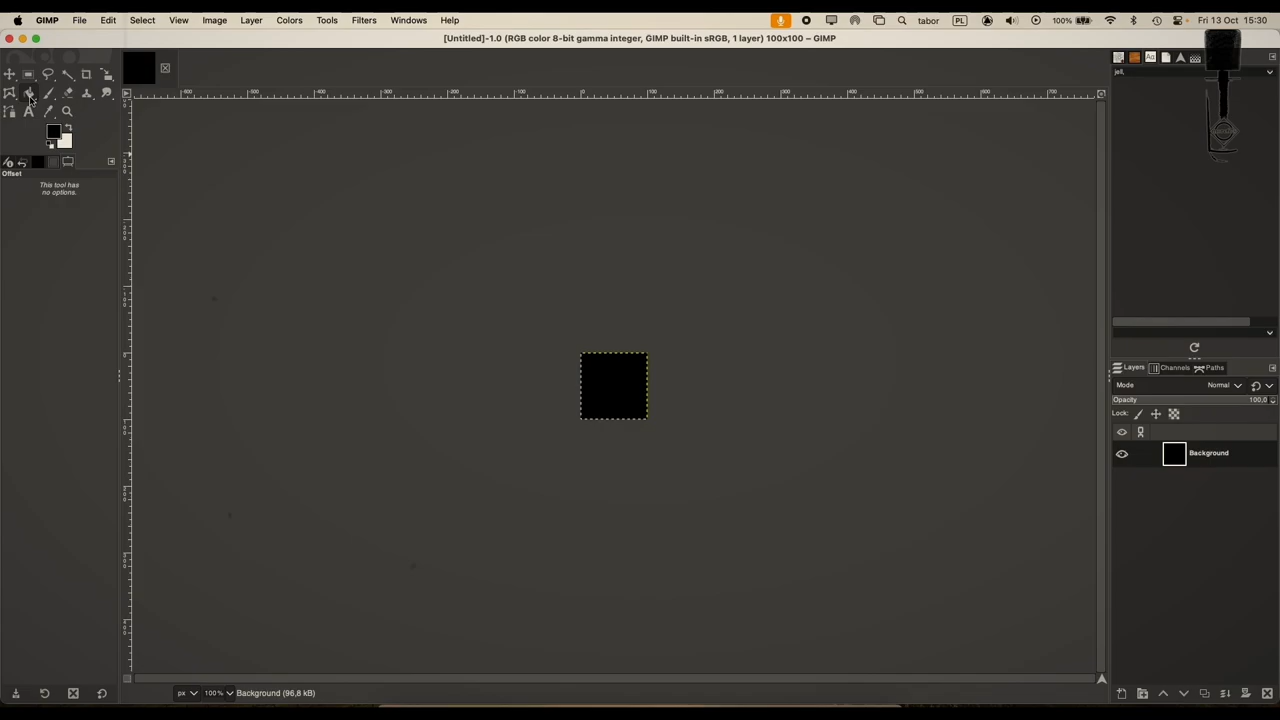 GIMP File Edit Select View Image Layer Colors Tools Filters Windows Help tabor PL 100% Fri 13 Oct 15:30
[Untitled]-1.0 (RGB color 8-bit gamma integer, GIMP built-in sRGB, 1 layer) 100x100 – GIMP
Aa
jell,
Offset
This tool has
no options.
Layers Channels Paths
Mode Normal
Opacity 100,0
Lock:
Background
px 100% Background (96,8 kB)